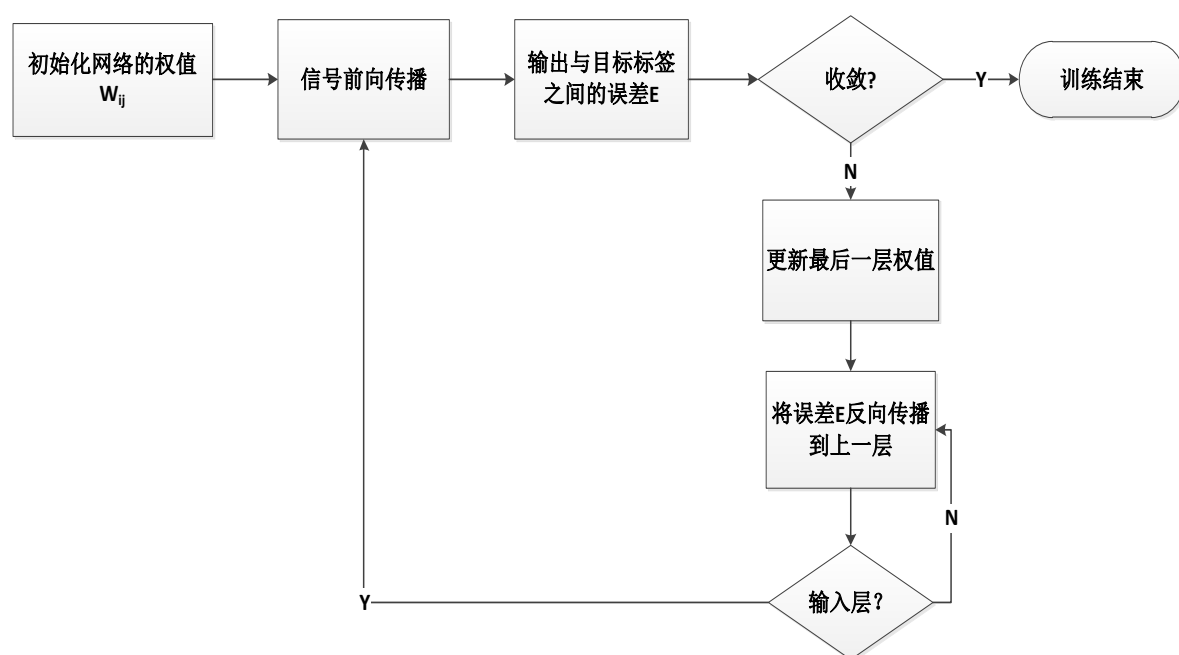 初始化网络的权值
Wij
信号前向传播
输出与目标标签
之间的误差E
收敛?
Y
训练结束
N
更新最后一层权值
将误差E反向传播
到上一层
N
输入层？
Y